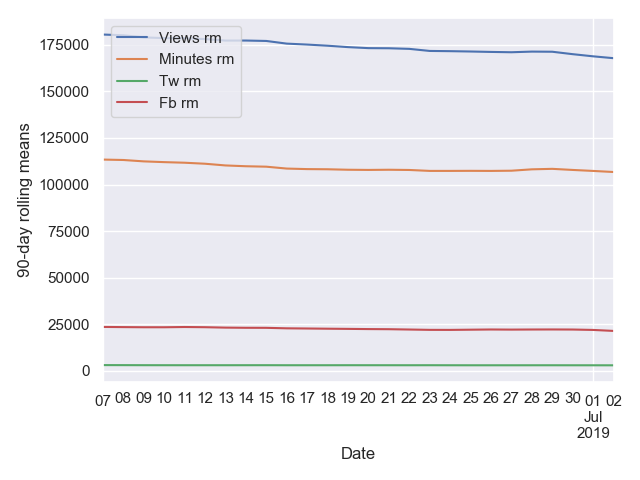 Views rm
Minutes rm
Tw rm
Fb rm
90-day rolling means
175000
150000
125000
100000
75000
50000
25000
0
07 08 09 10 11 12 13 14 15 16 17 18 19 20 21 22 23 24 25 26 27 28 29 30 01 02
Jul
2019
Date